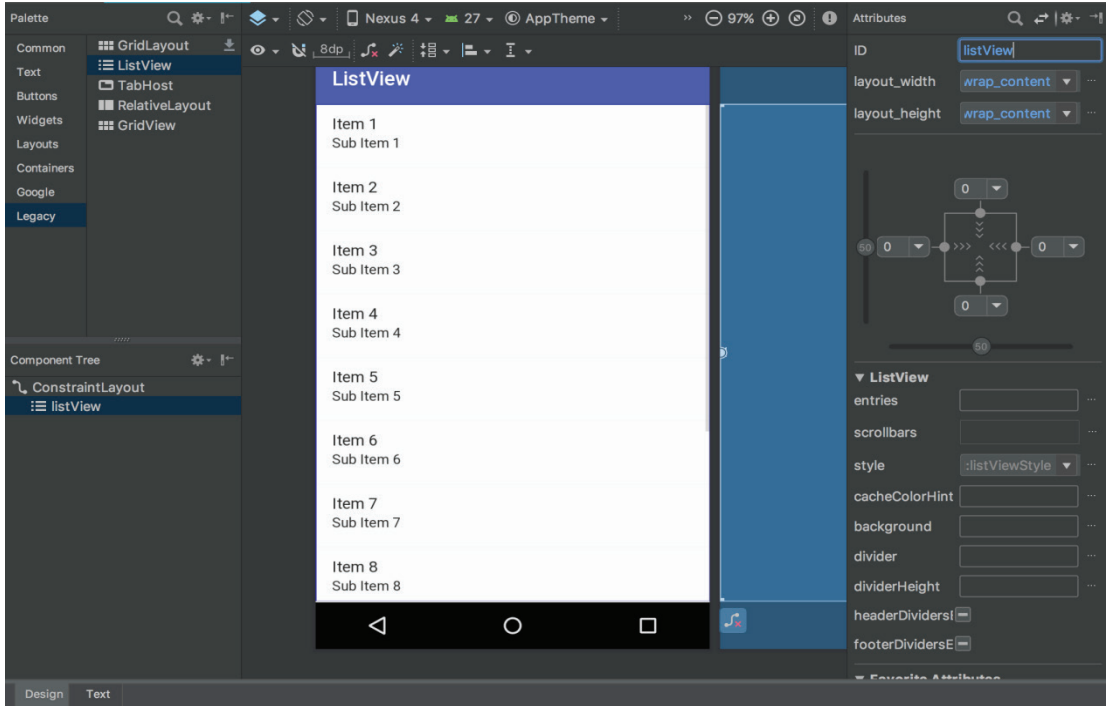 Palette
Common
Text
Buttons
Widgets
Layouts
Containers
Google
Legacy
GridLayout
ListView
TabHost
RelativeLayout
GridView
Component Tree
ConstraintLayout
listView
Nexus 4
27
AppTheme
97%
8dp
ListView
Item 1
Sub Item 1
Item 2
Sub Item 2
Item 3
Sub Item 3
Item 4
Sub Item 4
Item 5
Sub Item 5
Item 6
Sub Item 6
Item 7
Sub Item 7
Item 8
Sub Item 8
Attributes
ID listView
layout_width wrap_content
layout_height wrap_content
0
50 0 0
0
50
ListView
entries
scrollbars
style :listViewStyle
cacheColorHint
background
divider
dividerHeight
headerDividersE
footerDividersE
Favorite Attributes
Design Text